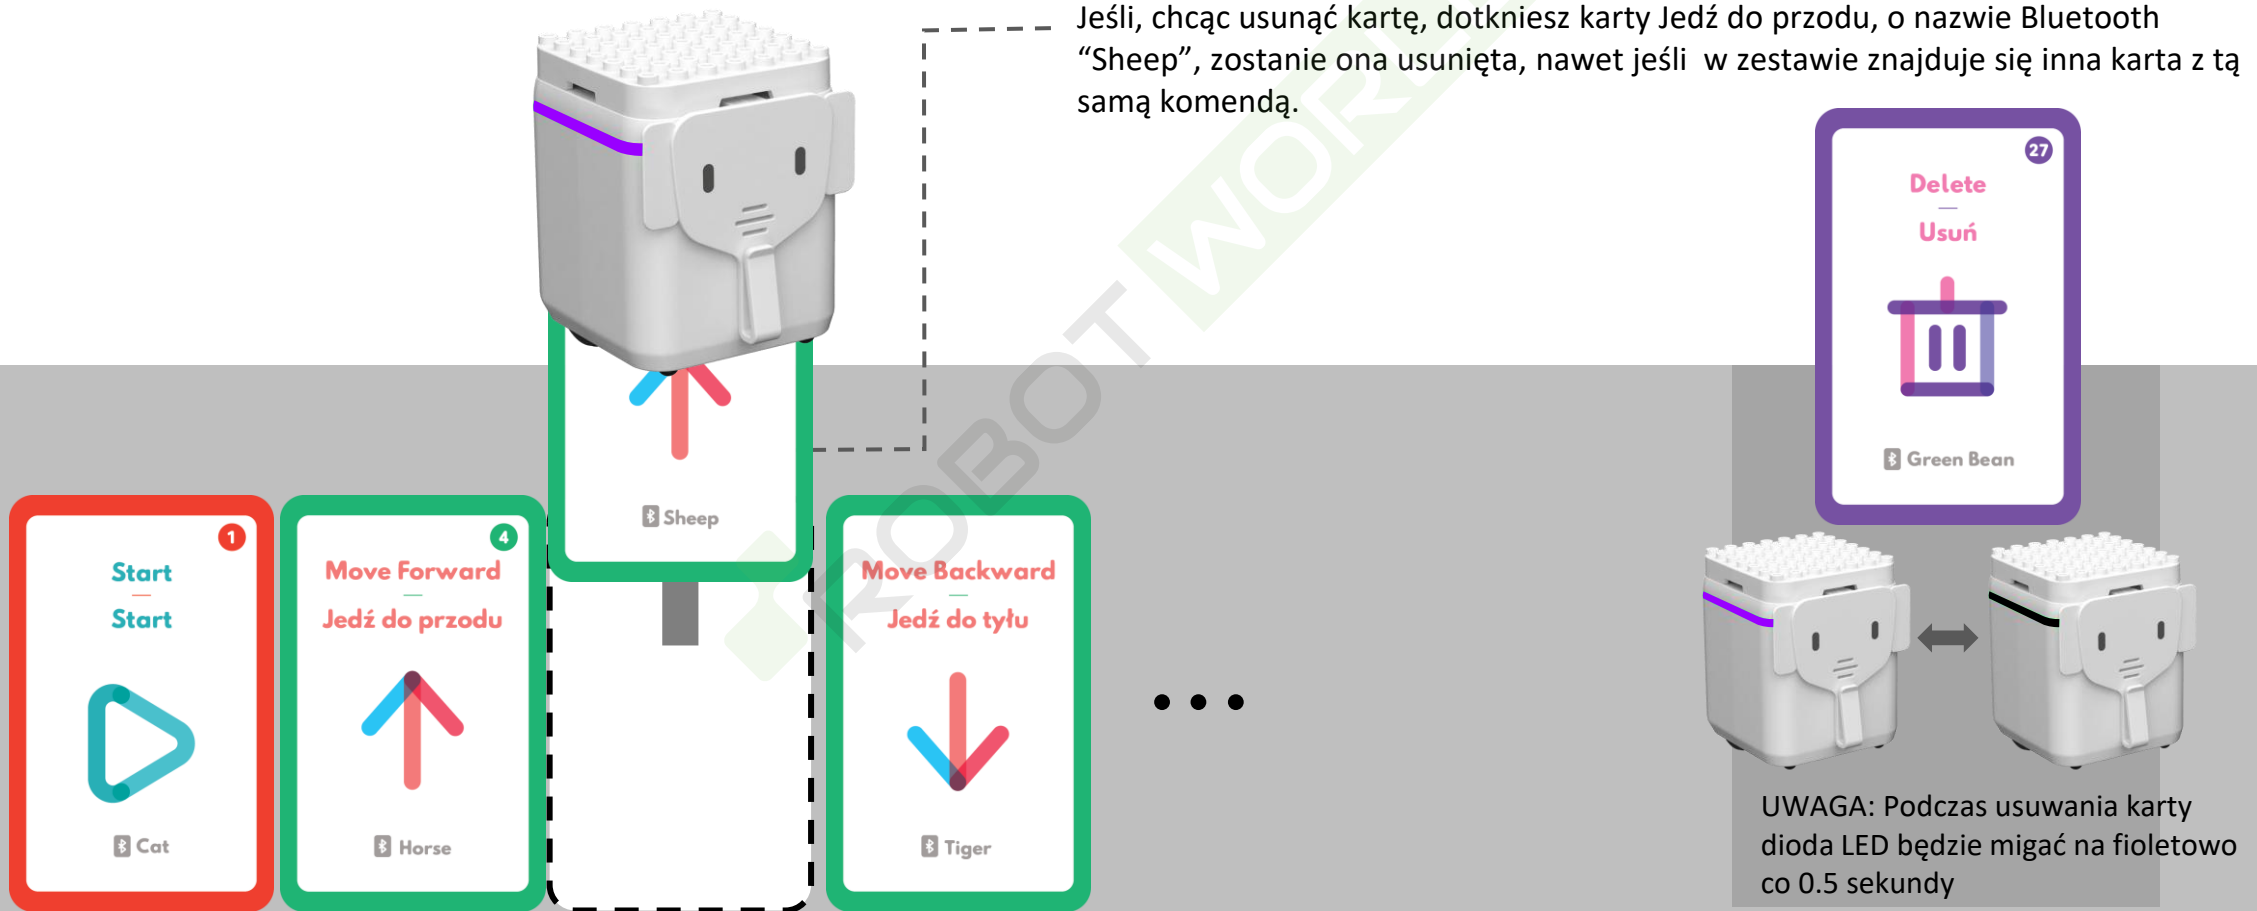 Jeśli, chcąc usunąć kartę, dotkniesz karty Jedź do przodu, o nazwie Bluetooth
“Sheep”, zostanie ona usunięta, nawet jeśli  w zestawie znajduje się inna karta z tą
samą komendą.
27
Delete
Usuń
Green Bean
Sheep
1
Start
Start
Cat
4
Move Forward
Jedź do przodu
Horse
Move Backward
Jedź do tyłu
Tiger
• • •
UWAGA: Podczas usuwania karty
dioda LED będzie migać na fioletowo
co 0.5 sekundy
ROBOT WORL